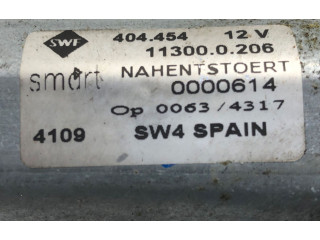 SWF 404.454 12 V
11300.0.206
smart NAHENTSTOERT
0000614
Op 0063/4317
4109 SW4 SPAIN